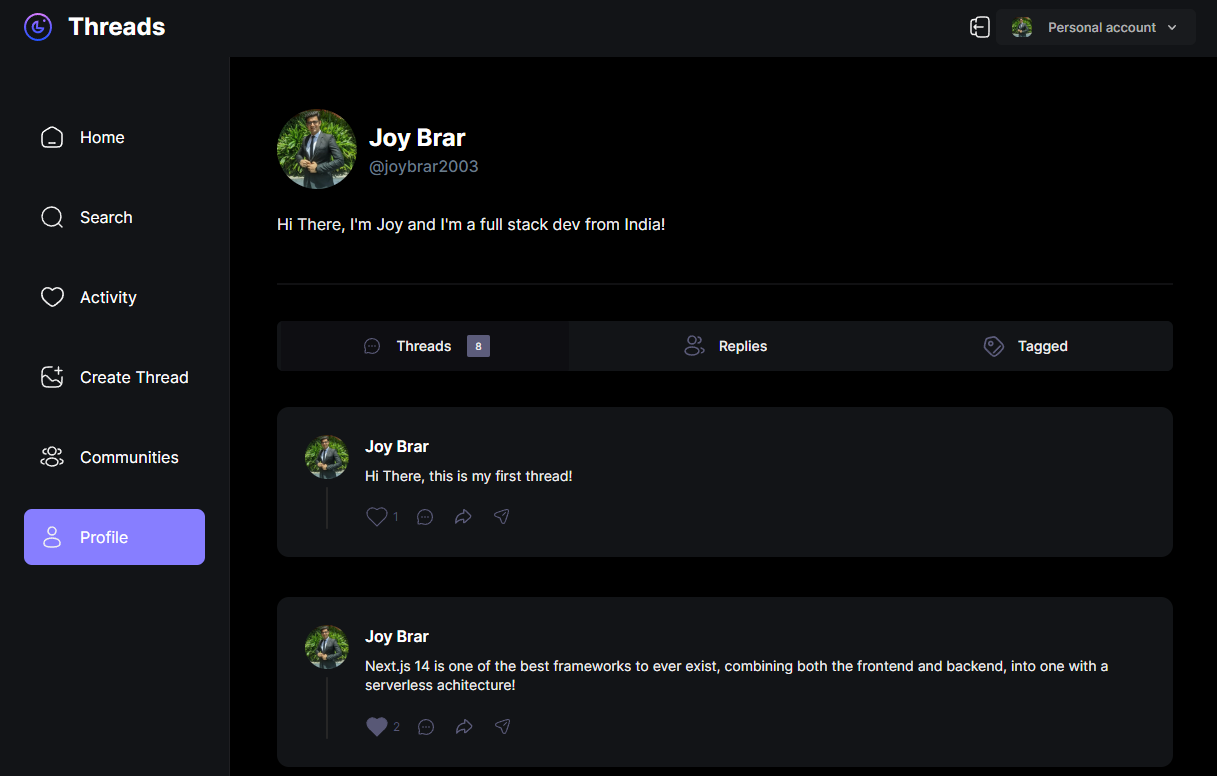 Threads
Personal account
Home
Search
Activity
Create Thread
Communities
Profile
Joy Brar
@joybrar2003
Hi There, I'm Joy and I'm a full stack dev from India!
Threads 8
Replies
Tagged
Joy Brar
Hi There, this is my first thread!
1
Joy Brar
Next.js 14 is one of the best frameworks to ever exist, combining both the frontend and backend, into one with a
serverless achitecture!
2